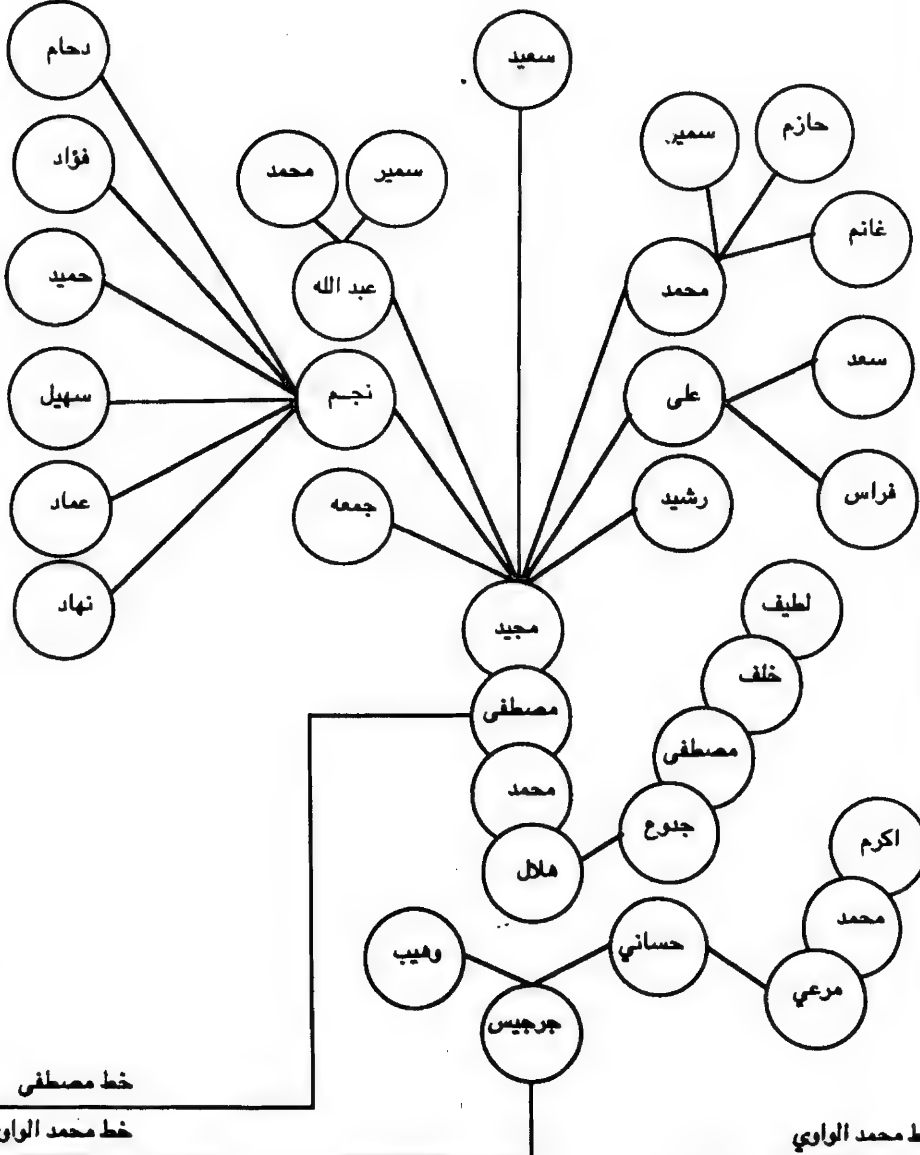 سعيد
دحام
فؤاد
حميد
سهيل
عماد
نهاد
محمد
سمير
عبد الله
نجم
جمعه
سمير
حازم
غانم
محمد
سعد
على
فراس
رشيد
مجيد
مصطفى
محمد
هلال
لطيف
خلف
مصطفى
جدوع
اكرم
محمد
مرعي
حساني
وهيب
جرجيس
خط مصطفى
خط محمد الواو
ط محمد الواوي